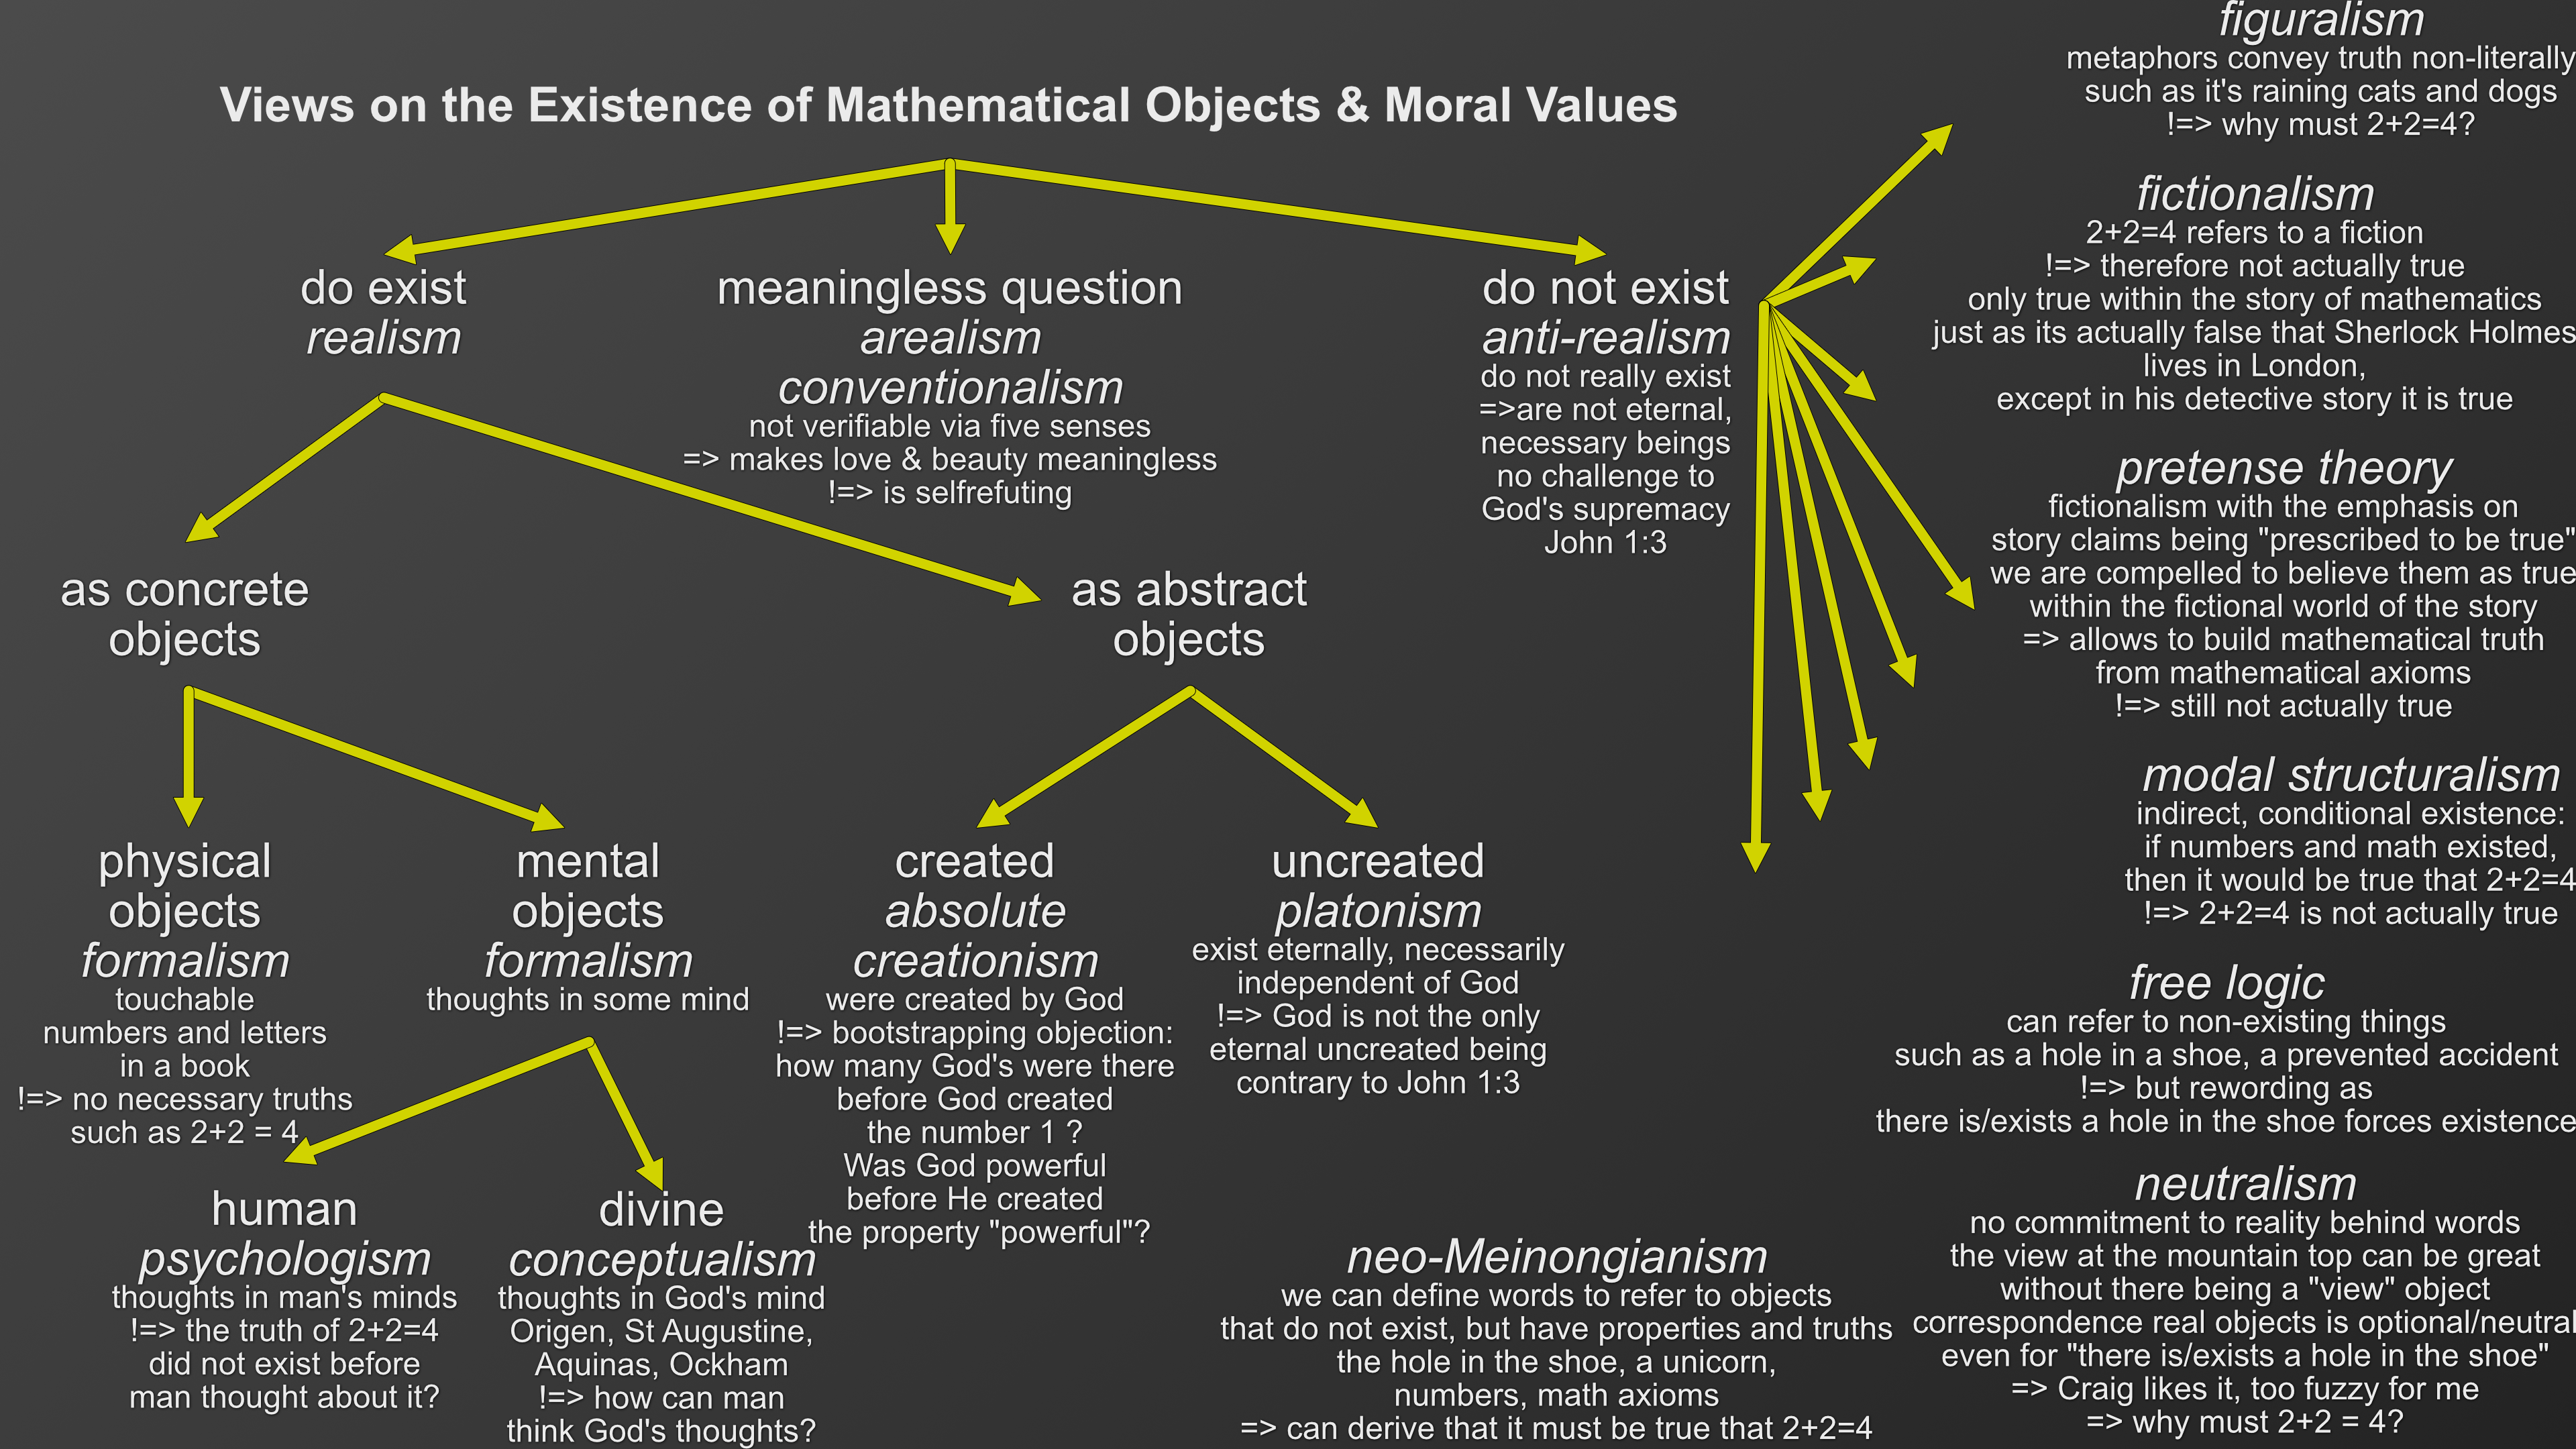 Views on the Existence of Mathematical Objects & Moral Values
do exist
realism
meaningless question
arealism
conventionalism
not verifiable via five senses
=> makes love & beauty meaningless
!=> is selfrefuting
do not exist
anti-realism
do not really exist
=>are not eternal,
necessary beings
no challenge to
God's supremacy
John 1:3
as concrete
objects
as abstract
objects
physical
objects
formalism
touchable
numbers and letters
in a book
!=> no necessary truths
such as 2+2 = 4
mental
objects
formalism
thoughts in some mind
human
psychologism
thoughts in man's minds
!=> the truth of 2+2=4
did not exist before
man thought about it?
divine
conceptualism
thoughts in God's mind
Origen, St Augustine,
Aquinas, Ockham
!=> how can man
think God's thoughts?
created
absolute
creationism
were created by God
!=> bootstrapping objection:
how many God's were there
before God created
the number 1 ?
Was God powerful
before He created
the property "powerful"?
uncreated
platonism
exist eternally, necessarily
independent of God
!=> God is not the only
eternal uncreated being
contrary to John 1:3
figuralism
metaphors convey truth non-literally
such as it's raining cats and dogs
!=> why must 2+2=4?
fictionalism
2+2=4 refers to a fiction
!=> therefore not actually true
only true within the story of mathematics
just as its actually false that Sherlock Holmes
lives in London,
except in his detective story it is true
pretense theory
fictionalism with the emphasis on
story claims being "prescribed to be true"
we are compelled to believe them as true
within the fictional world of the story
=> allows to build mathematical truth
from mathematical axioms
!=> still not actually true
modal structuralism
indirect, conditional existence:
if numbers and math existed,
then it would be true that 2+2=4
!=> 2+2=4 is not actually true
free logic
can refer to non-existing things
such as a hole in a shoe, a prevented accident
!=> but rewording as
there is/exists a hole in the shoe forces existence
neutralism
no commitment to reality behind words
the view at the mountain top can be great
without there being a "view" object
correspondence real objects is optional/neutral
even for "there is/exists a hole in the shoe"
=> Craig likes it, too fuzzy for me
=> why must 2+2 = 4?
neo-Meinongianism
we can define words to refer to objects
that do not exist, but have properties and truths
the hole in the shoe, a unicorn,
numbers, math axioms
=> can derive that it must be true that 2+2=4